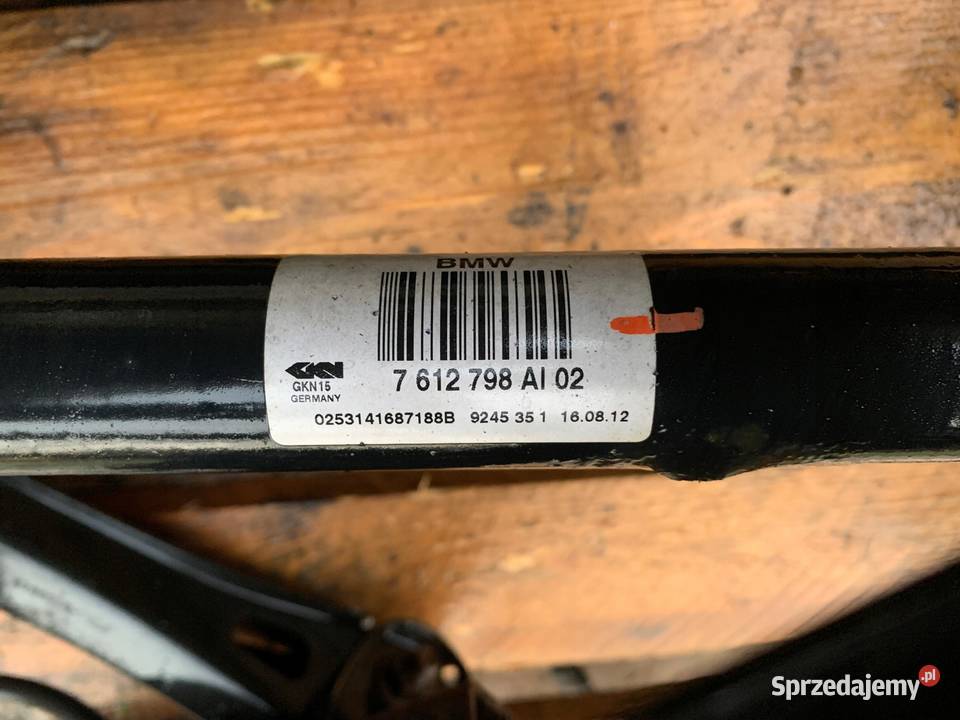 BMW
7 612 798 AI 02
GKN
GKN15
GERMANY
0253141687188B 9245 35 1 16.08.12
Sprzedajemy.pl